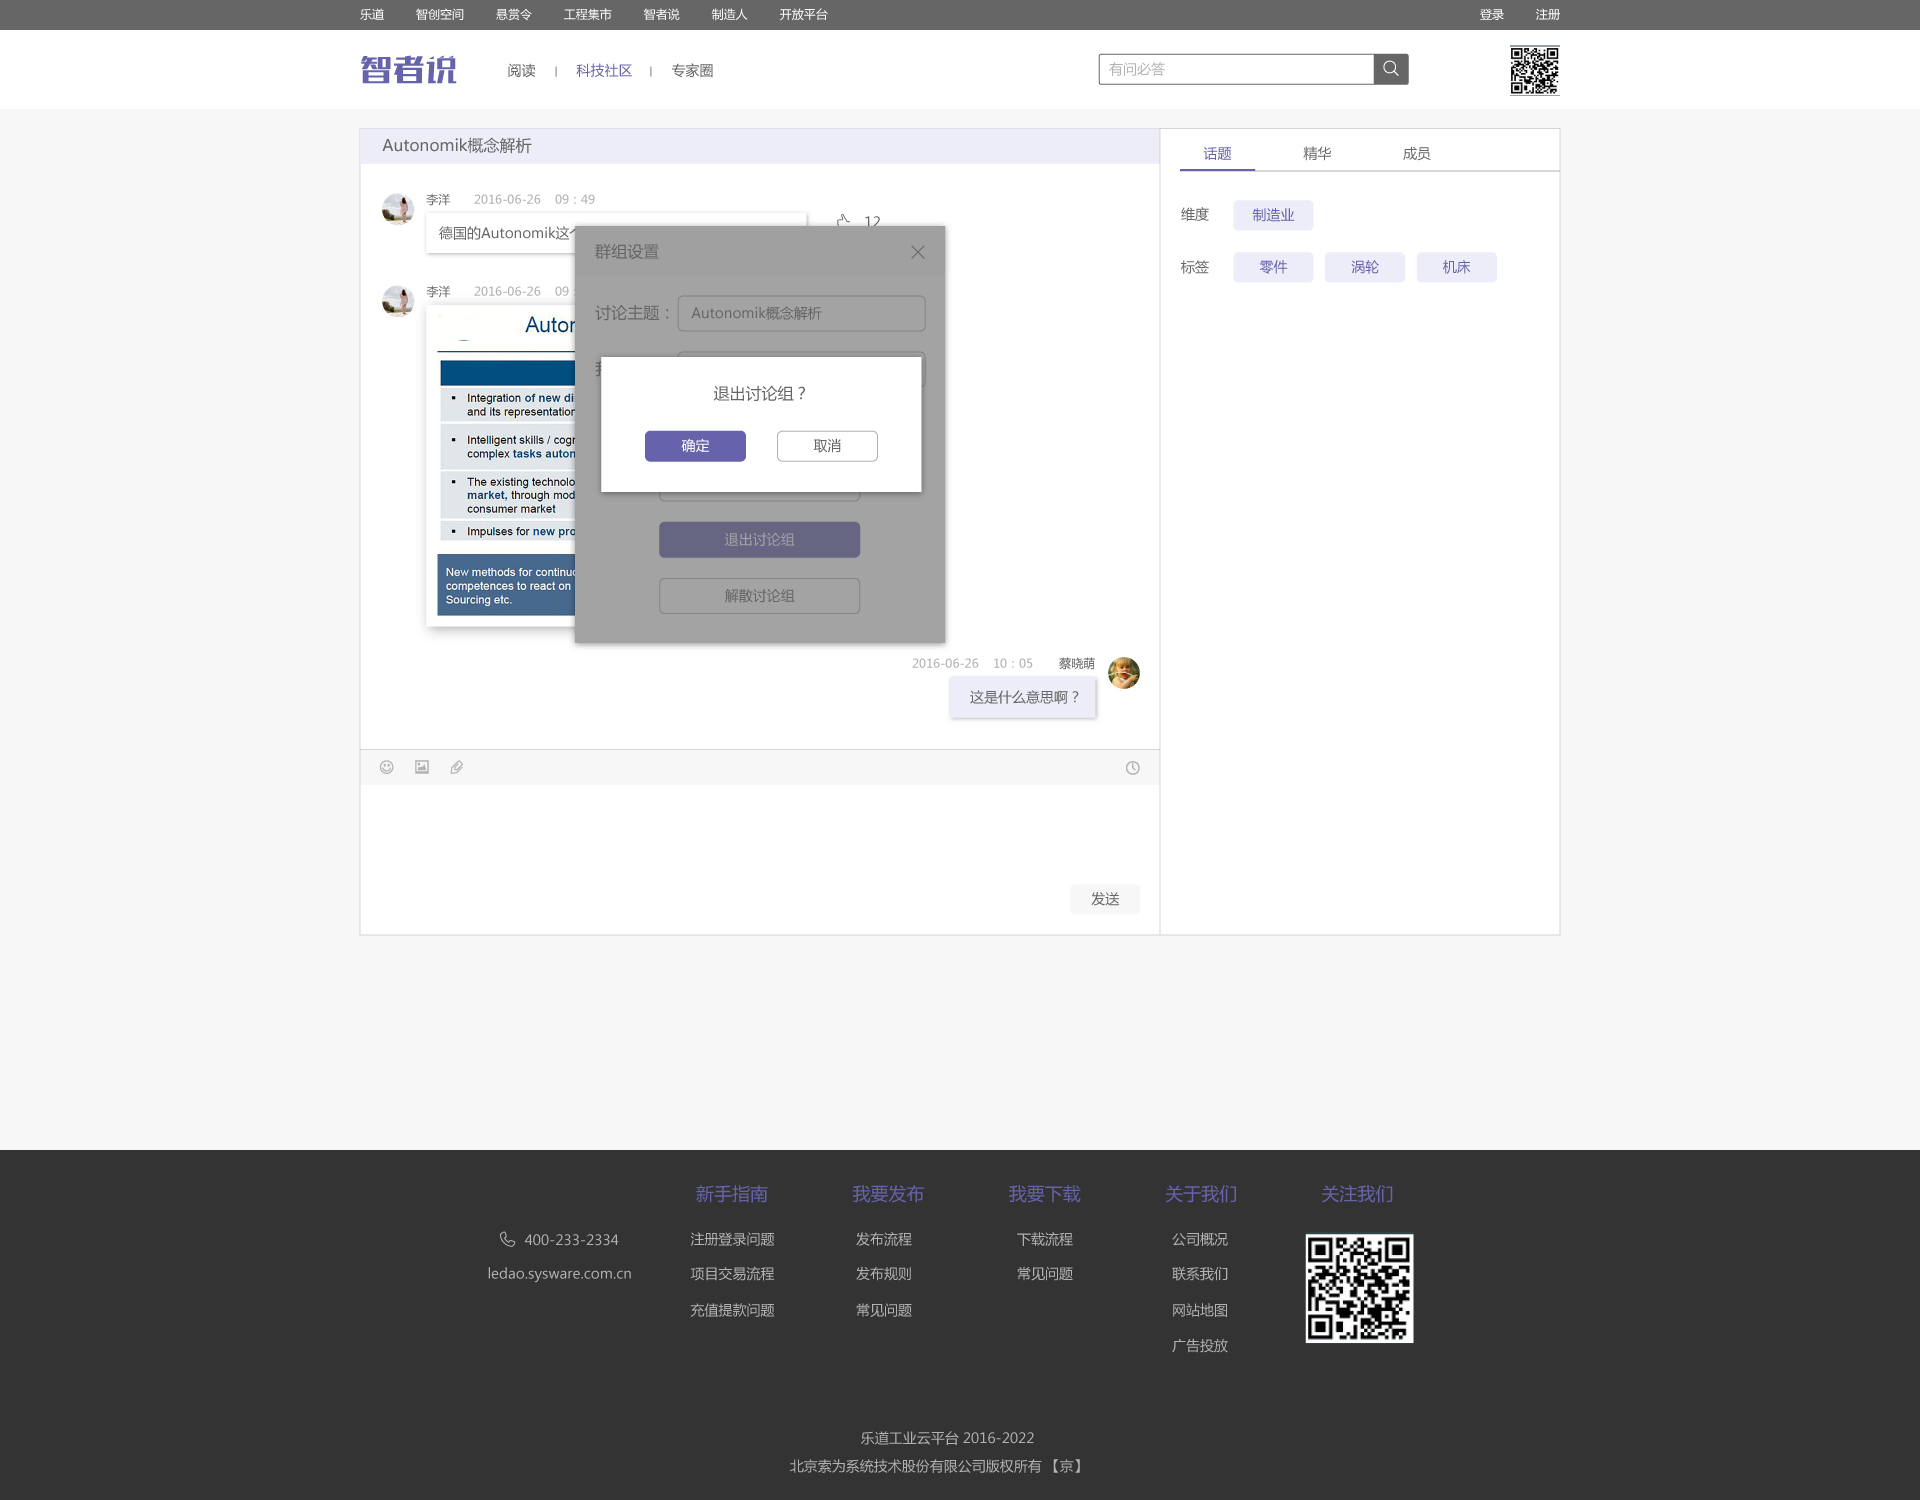 乐道 智创空间 悬赏令 工程集市 智者说 制造人 开放平台 登录 注册
智者说 阅读 科技社区 专家圈 有问必答
Autonomik概念解析
话题 精华 成员
李洋 2016-06-26 09 : 49
12
德国的Autonomik这个
维度 制造业
标签 零件 涡轮 机床
群组设置
李洋 2016-06-26 09
讨论主题： Autonomik概念解析
Auton
退出讨论组？
确定 取消
Integration of new di
and its representation
Intelligent skills / cogn
complex tasks auton
The existing technolo
market, through mod
consumer market
Impulses for new pro
退出讨论组
New methods for continuo
competences to react on
Sourcing etc.
解散讨论组
2016-06-26 10 : 05 蔡晓萌
这是什么意思啊？
发送
新手指南 我要发布 我要下载 关于我们 关注我们
400-233-2334 注册登录问题 发布流程 下载流程 公司概况
ledao.sysware.com.cn 项目交易流程 发布规则 常见问题 联系我们
充值提款问题 常见问题 网站地图
广告投放
乐道工业云平台 2016-2022
北京索为系统技术股份有限公司版权所有 【京】